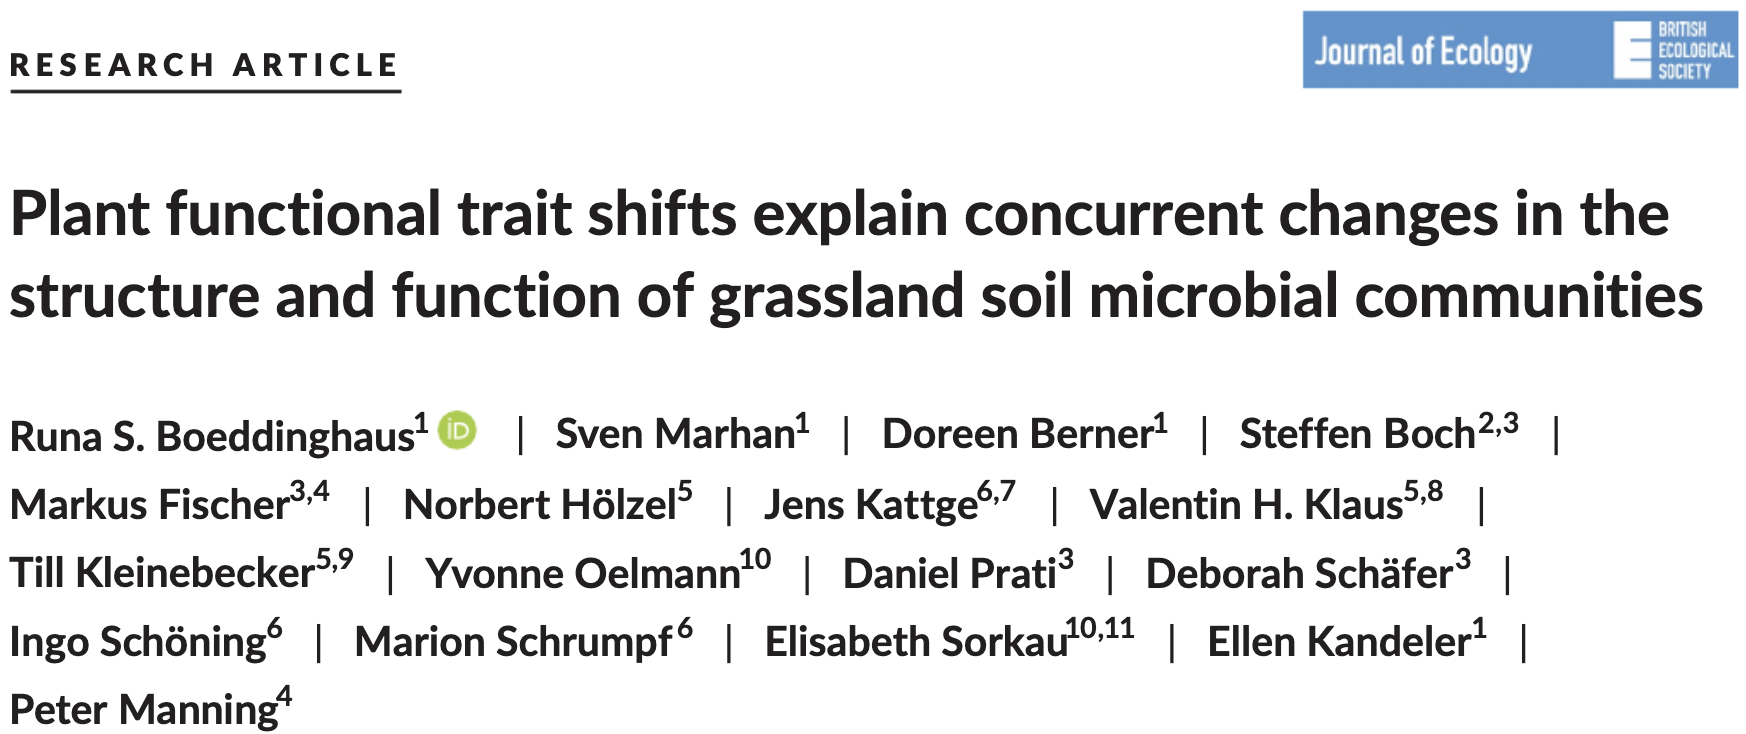 RESEARCH ARTICLE
Journal of Ecology
BRITISH
ECOLOGICAL
SOCIETY
Plant functional trait shifts explain concurrent changes in the
structure and function of grassland soil microbial communities
Runa S. Boeddinghaus1 iD | Sven Marhan1 | Doreen Berner1 | Steffen Boch2,3 |
Markus Fischer3,4 | Norbert Hölzel5 | Jens Kattge6,7 | Valentin H. Klaus5,8 |
Till Kleinebecker5,9 | Yvonne Oelmann10 | Daniel Prati3 | Deborah Schäfer3 |
Ingo Schöning6 | Marion Schrumpf6 | Elisabeth Sorkau10,11 | Ellen Kandeler1 |
Peter Manning4